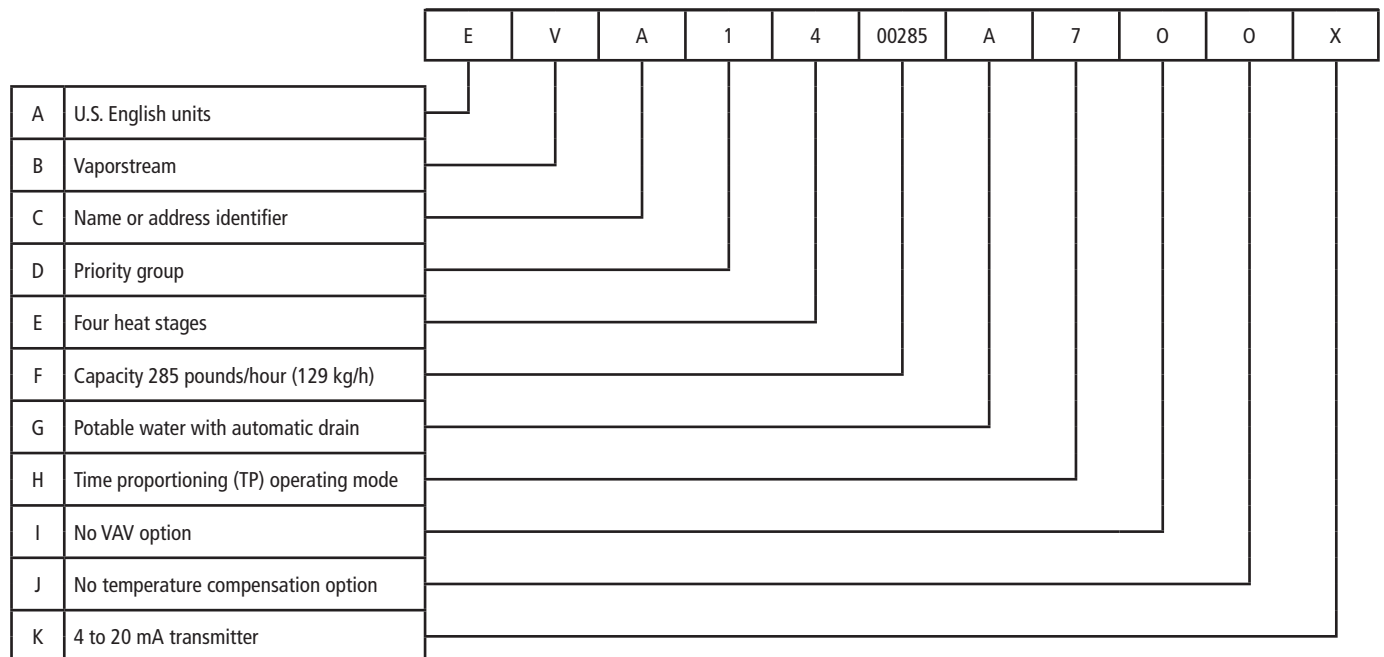 E V A 1 4 00285 A 7 O O X
A U.S. English units
B Vaporstream
C Name or address identifier
D Priority group
E Four heat stages
F Capacity 285 pounds/hour (129 kg/h)
G Potable water with automatic drain
H Time proportioning (TP) operating mode
I No VAV option
J No temperature compensation option
K 4 to 20 mA transmitter